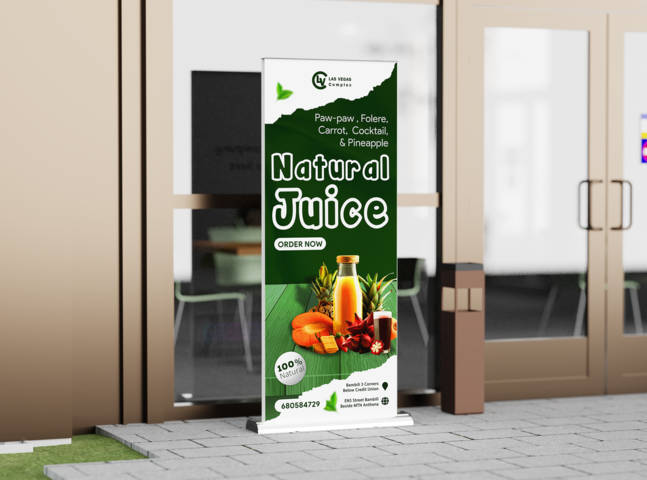 LAS VEGAS
Complex
Paw-paw , Folere,
Carrot, Cocktail,
& Pineapple
Natural
Juice
ORDER NOW
100%
Natural
Bambili 3 Corners
Below Credit Union
680584729
ENS Street Bambili
Beside MTN Anthena